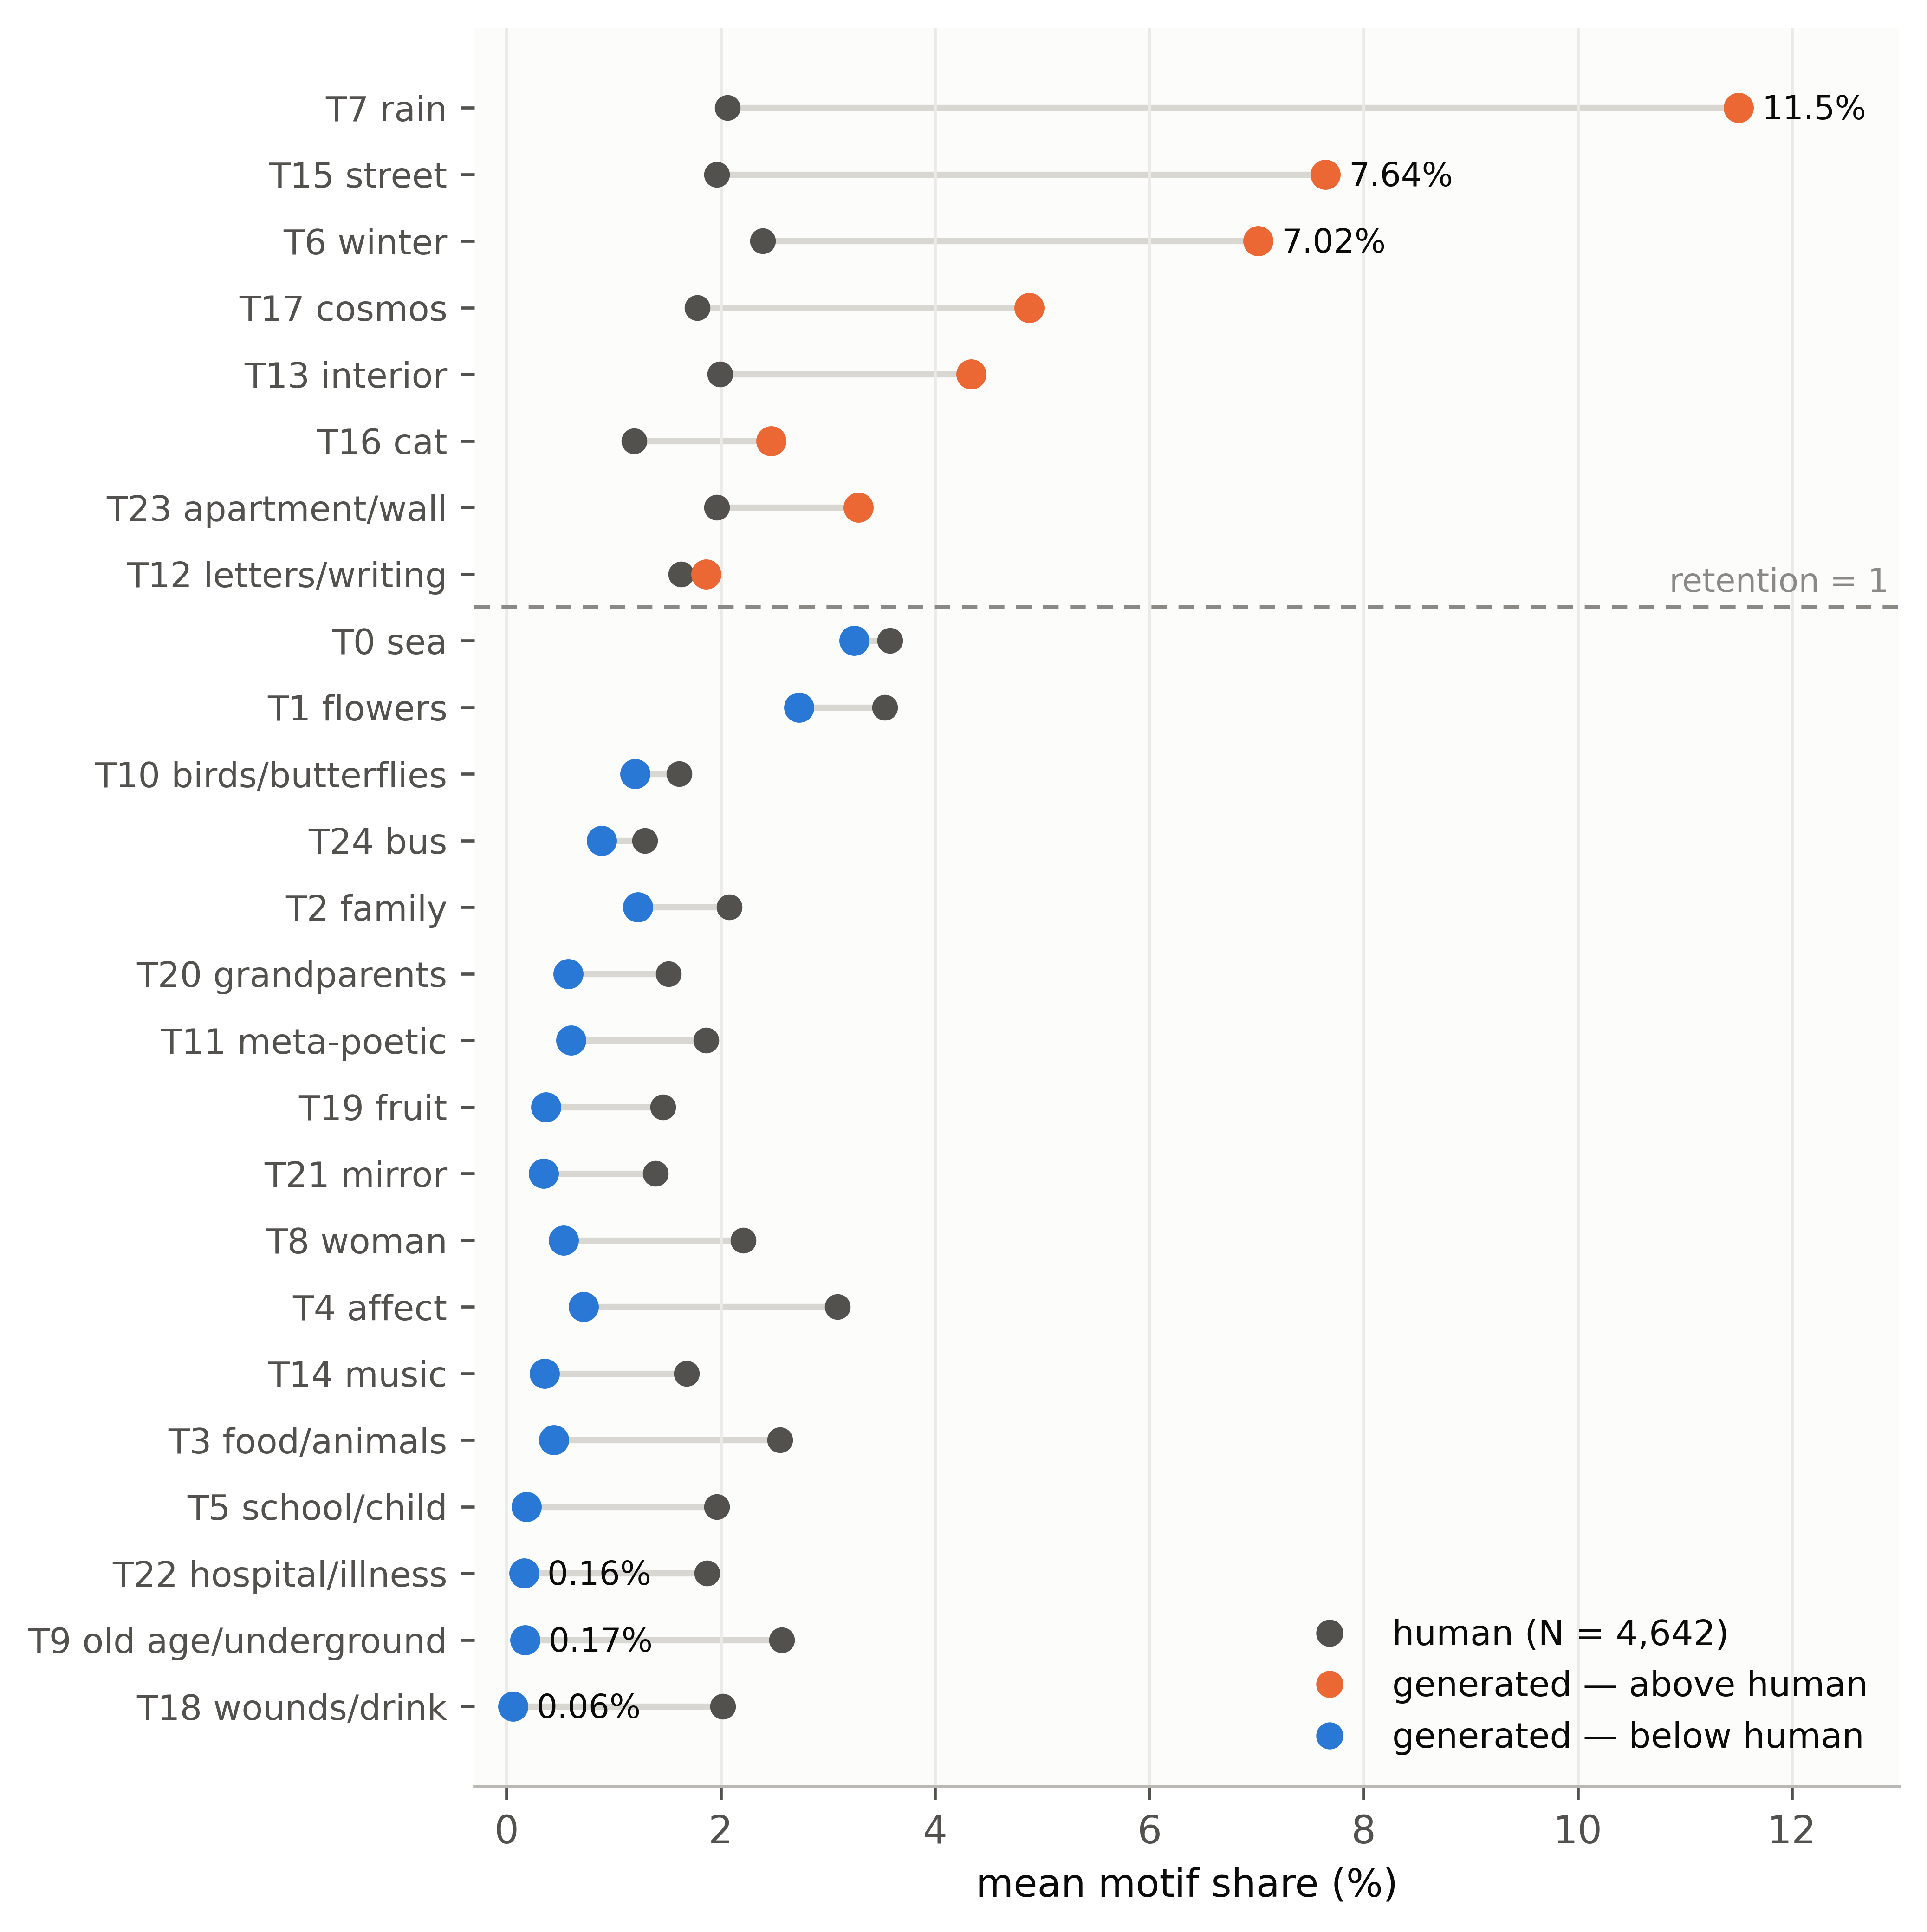 T7 rain
11.5%
T15 street
7.64%
T6 winter
7.02%
T17 cosmos
T13 interior
T16 cat
T23 apartment/wall
T12 letters/writing
retention = 1
T0 sea
T1 flowers
T10 birds/butterflies
T24 bus
T2 family
T20 grandparents
T11 meta-poetic
T19 fruit
T21 mirror
T8 woman
T4 affect
T14 music
T3 food/animals
T5 school/child
T22 hospital/illness
0.16%
T9 old age/underground
0.17%
T18 wounds/drink
0.06%
human (N = 4,642)
generated — above human
generated — below human
0 2 4 6 8 10 12
mean motif share (%)